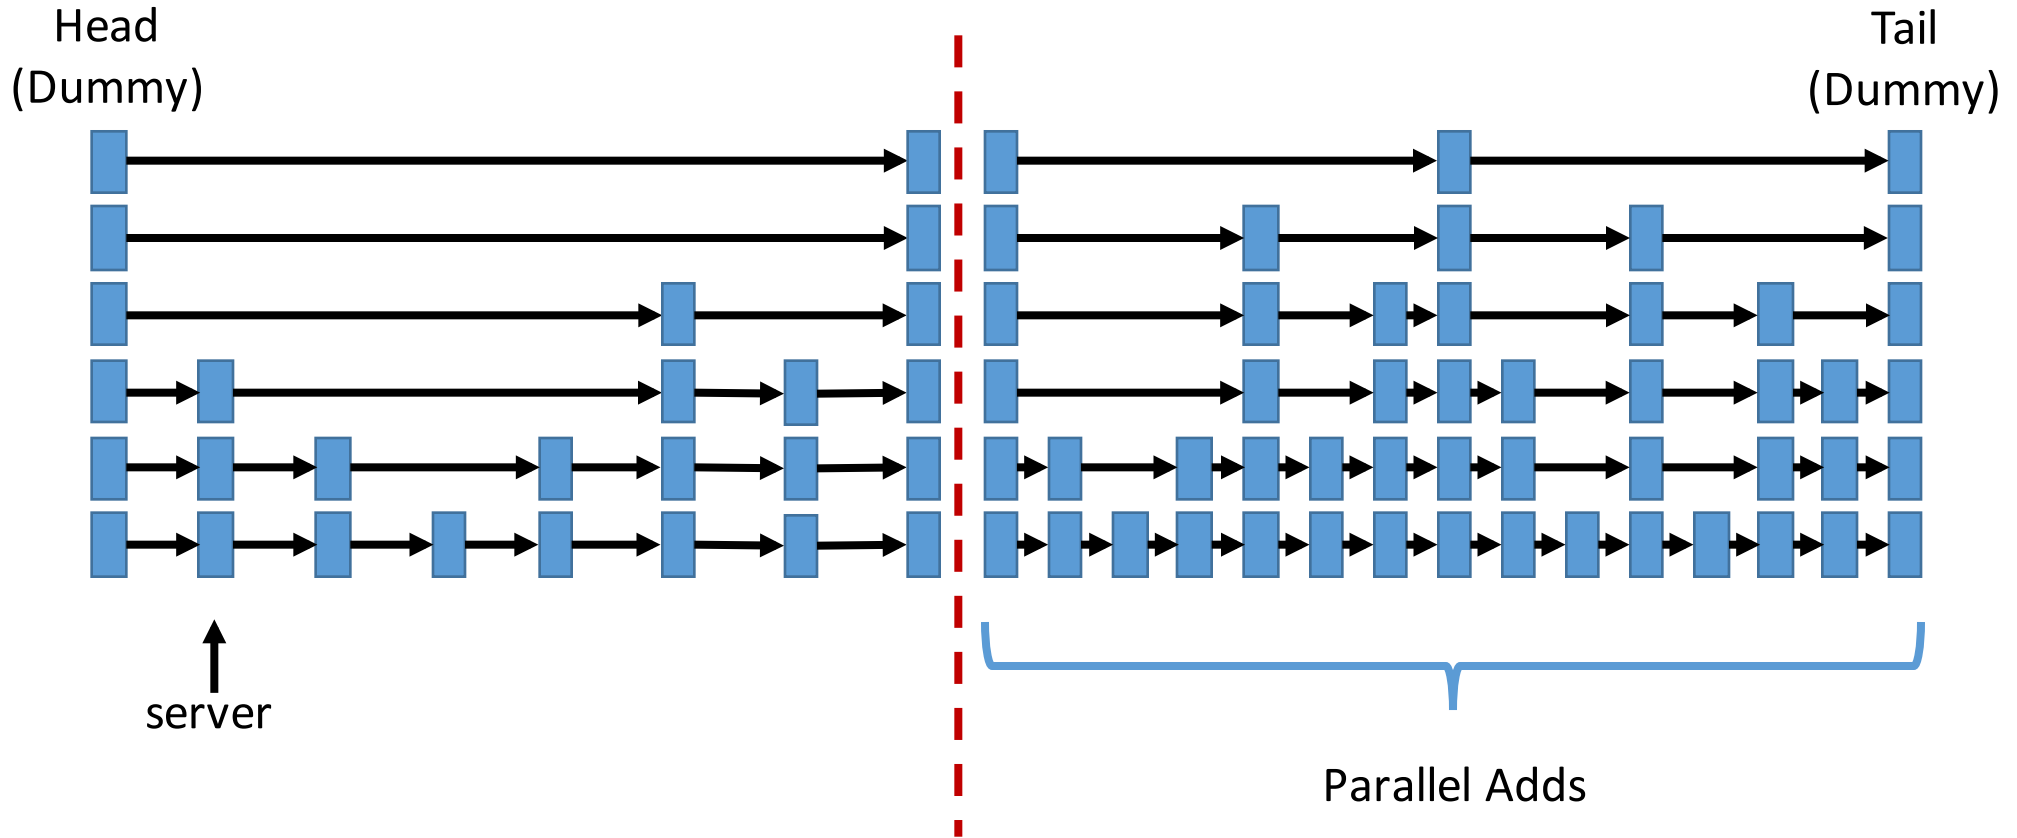 Head
(Dummy)
Tail
(Dummy)
server
Parallel Adds